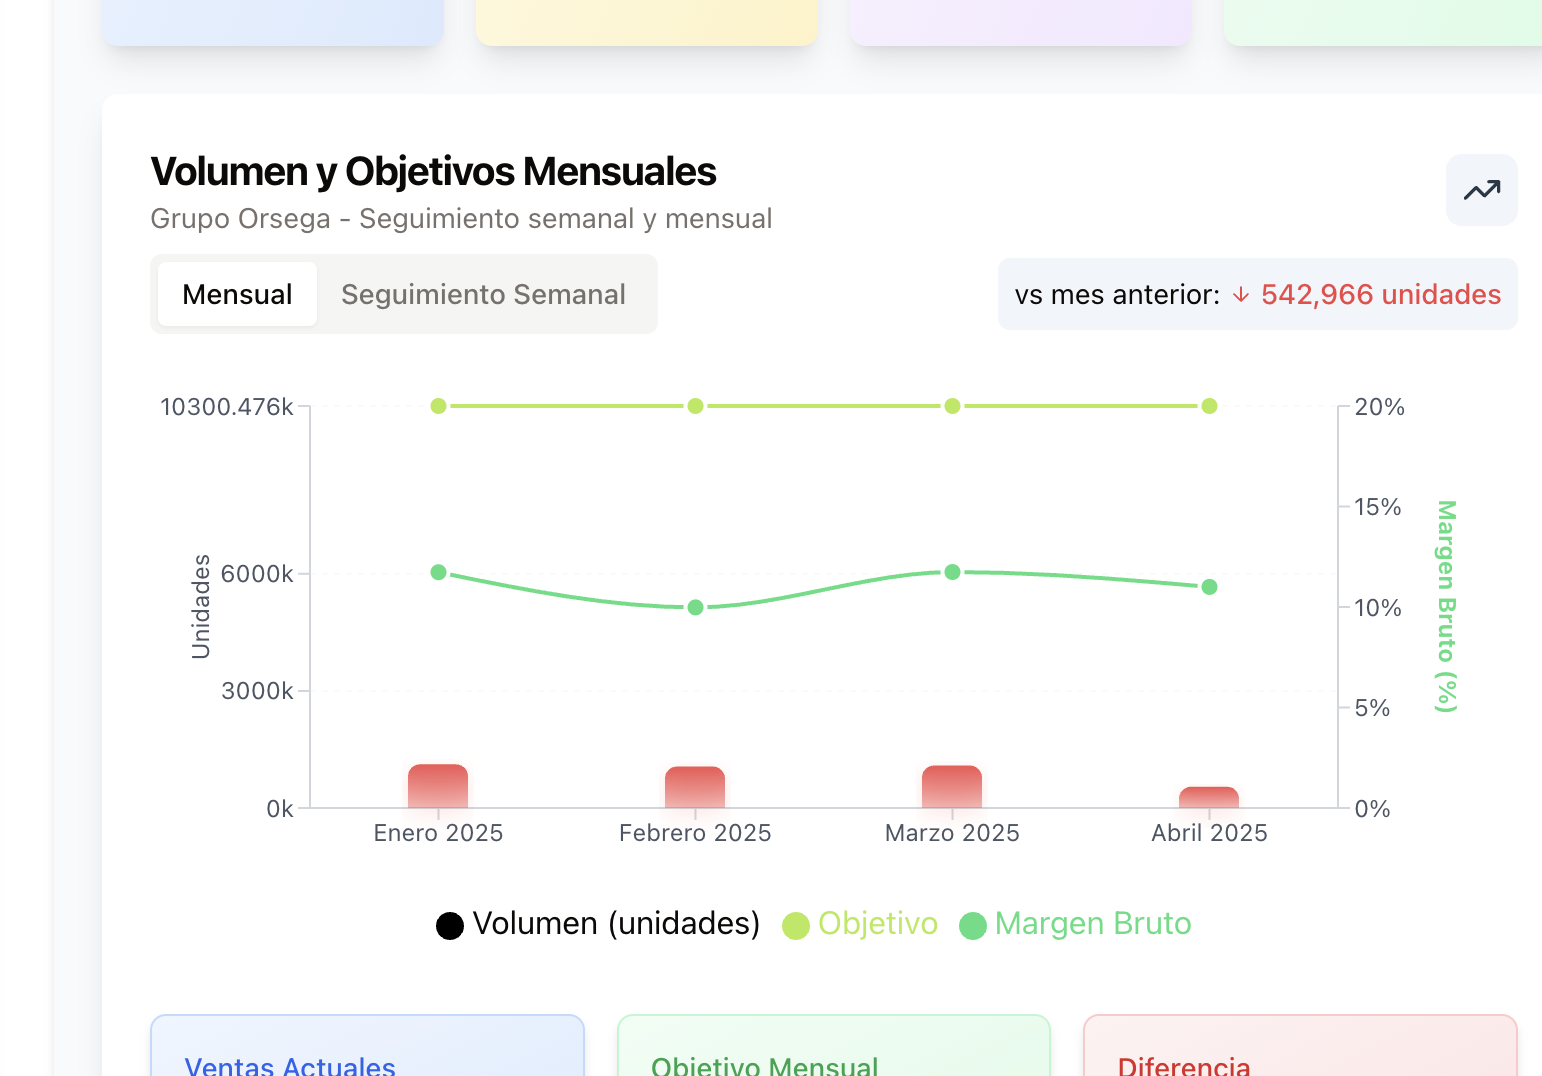 Volumen y Objetivos Mensuales
Grupo Orsega - Seguimiento semanal y mensual
Mensual
Seguimiento Semanal
vs mes anterior: ↓ 542,966 unidades
10300.476k
6000k
3000k
0k
Unidades
20%
15%
10%
5%
0%
Margen Bruto (%)
Enero 2025
Febrero 2025
Marzo 2025
Abril 2025
Volumen (unidades)
Objetivo
Margen Bruto
Ventas Actuales
Objetivo Mensual
Diferencia